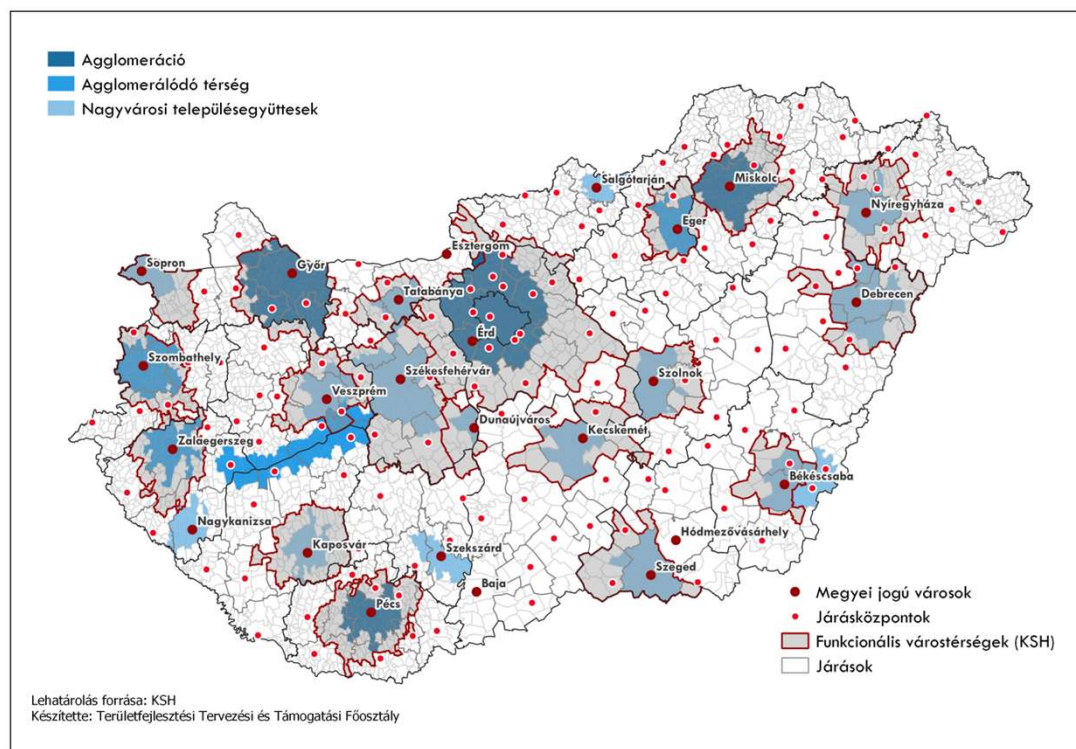 Agglomeráció
Agglomerálódó térség
Nagyvárosi településegyüttesek
Salgótarján
Miskolc
Nyíregyháza
Eger
Esztergom
Sopron
Győr
Tatabánya
Debrecen
Érd
Szombathely
Székesfehérvár
Szolnok
Veszprém
Dunaújváros
Kecskemét
Zalaegerszeg
Békéscsaba
Nagykanizsa
Hódmezővásárhely
Kaposvár
Szekszárd
Szeged
Baja
Pécs
Megyei jogú városok
Járásközpontok
Funkcionális várostérségek (KSH)
Járások
Lehatárolás forrása: KSH
Készítette: Területfejlesztési Tervezési és Támogatási Főosztály